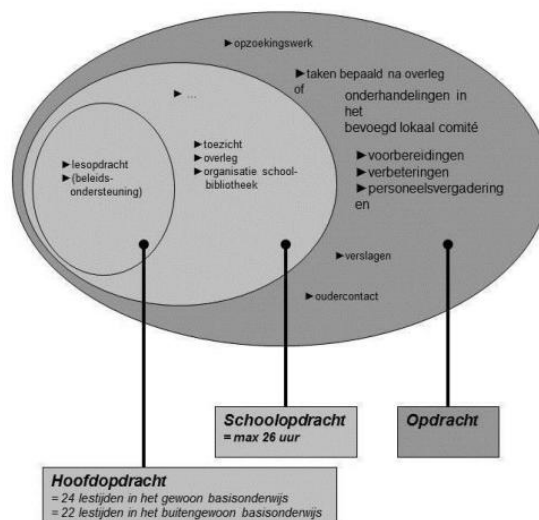 ►opzoekingswerk
►taken bepaald na overleg
of
onderhandelingen in
het
bevoegd lokaal comité
►...
►toezicht
►overleg
►organisatie school-
bibliotheek
►lesopdracht
►(beleids-
ondersteuning)
►voorbereidingen
►verbeteringen
►personeelsvergadering
en
►verslagen
►oudercontact
Schoolopdracht
= max 26 uur
Opdracht
Hoofdopdracht
= 24 lestijden in het gewoon basisonderwijs
= 22 lestijden in het buitengewoon basisonderwijs